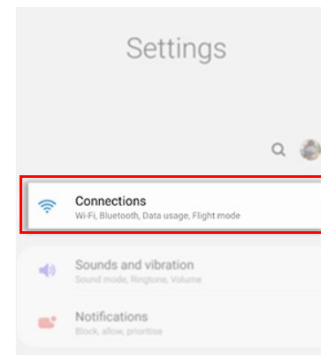 Settings
Connections
Wi-Fi, Bluetooth, Data usage, Flight mode
Sounds and vibration
Sound mode, Ringtone, Volume
Notifications
Block, allow, prioritise